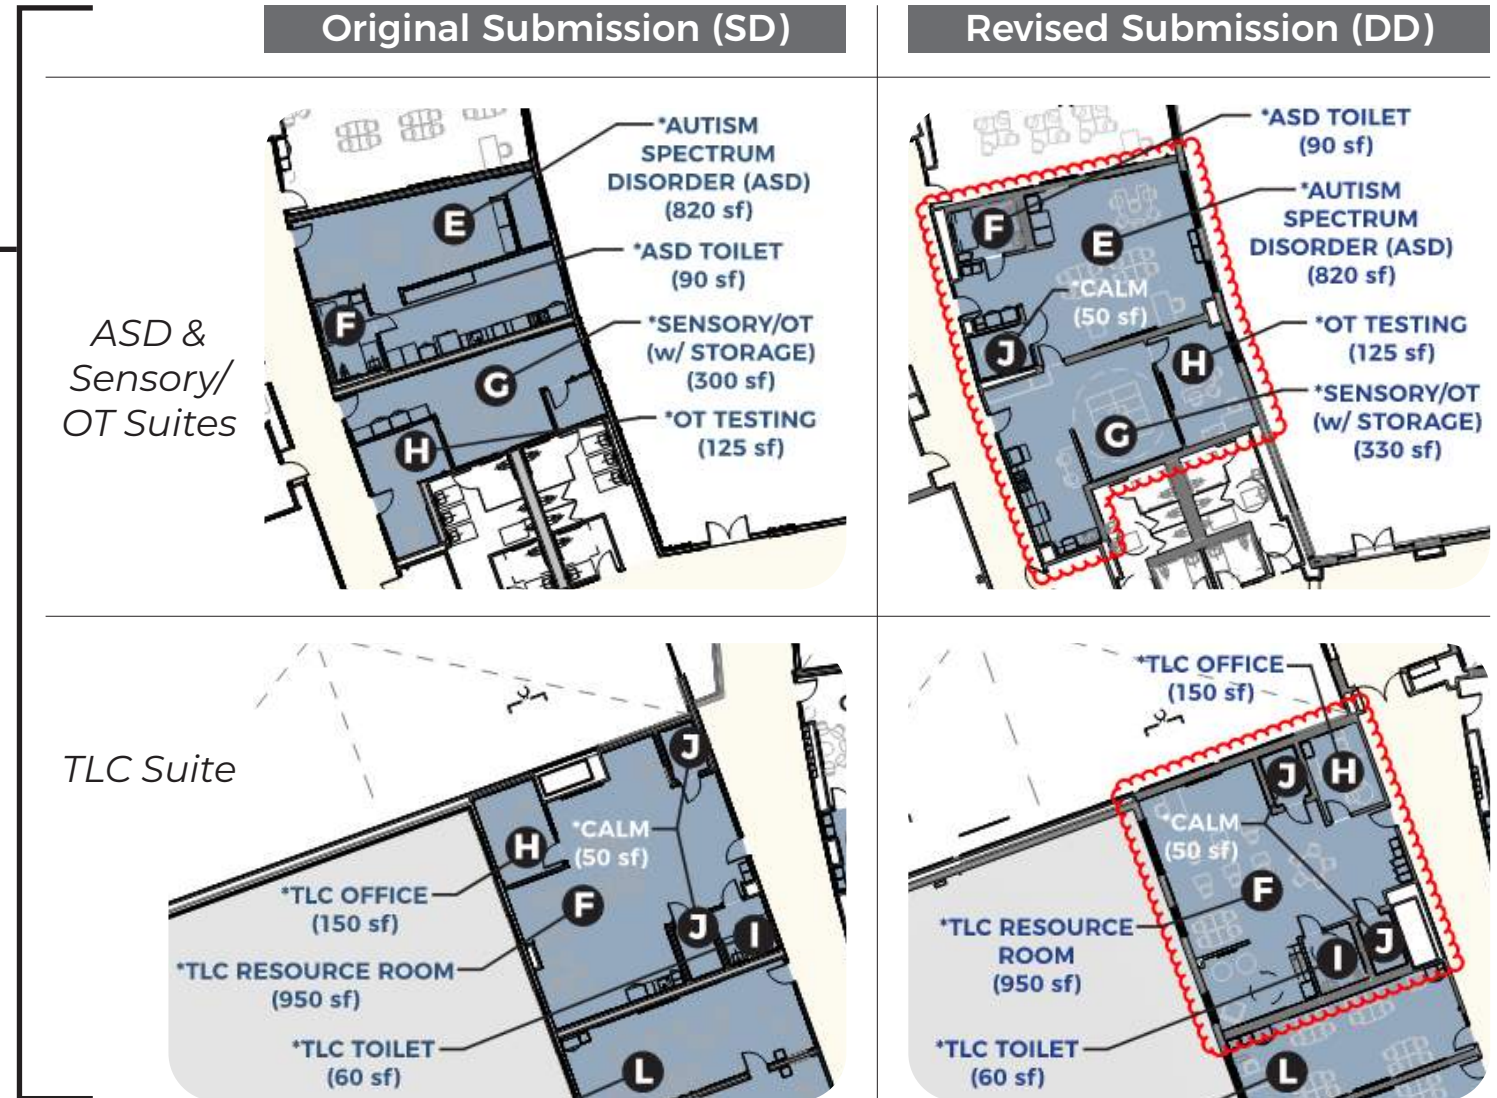 Original Submission (SD)
Revised Submission (DD)
ASD &
Sensory/
OT Suites
*AUTISM
SPECTRUM
DISORDER (ASD)
(820 sf)
*ASD TOILET
(90 sf)
*SENSORY/OT
(w/ STORAGE)
(300 sf)
*OT TESTING
(125 sf)
E
F
G
H
*ASD TOILET
(90 sf)
*AUTISM
SPECTRUM
DISORDER (ASD)
(820 sf)
*CALM
(50 sf)
*OT TESTING
(125 sf)
*SENSORY/OT
(w/ STORAGE)
(330 sf)
F
E
J
H
G
TLC Suite
J
*CALM
(50 sf)
H
*TLC OFFICE
(150 sf)
F
J
I
*TLC RESOURCE ROOM
(950 sf)
*TLC TOILET
(60 sf)
L
*TLC OFFICE
(150 sf)
J
H
*CALM
(50 sf)
F
*TLC RESOURCE
ROOM
(950 sf)
I
J
*TLC TOILET
(60 sf)
L